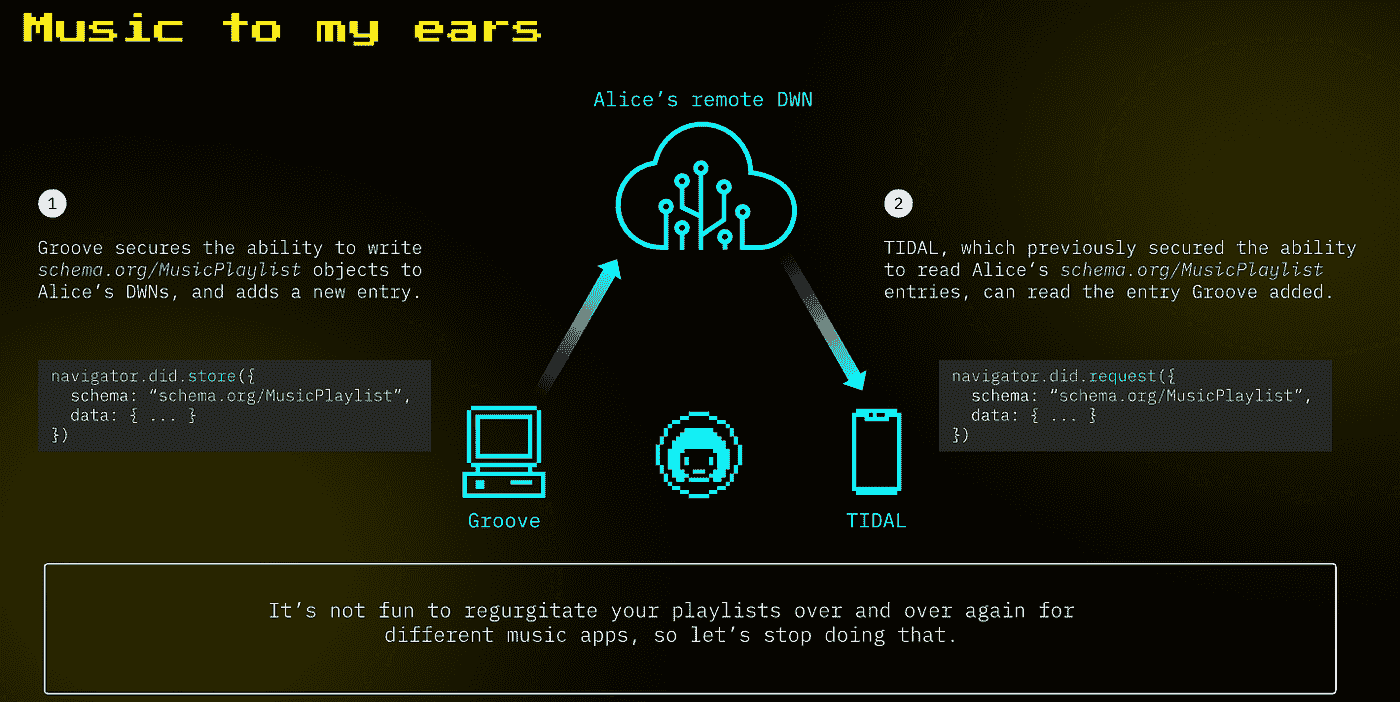 Music to my ears
Alice’s remote DWN
1
Groove secures the ability to write
schema.org/MusicPlaylist objects to
Alice’s DWNs, and adds a new entry.
navigator.did.store({
schema: “schema.org/MusicPlaylist”,
data: { ... }
})
Groove
2
TIDAL, which previously secured the ability
to read Alice’s schema.org/MusicPlaylist
entries, can read the entry Groove added.
navigator.did.request({
schema: “schema.org/MusicPlaylist”,
data: { ... }
})
TIDAL
It’s not fun to regurgitate your playlists over and over again for
different music apps, so let’s stop doing that.